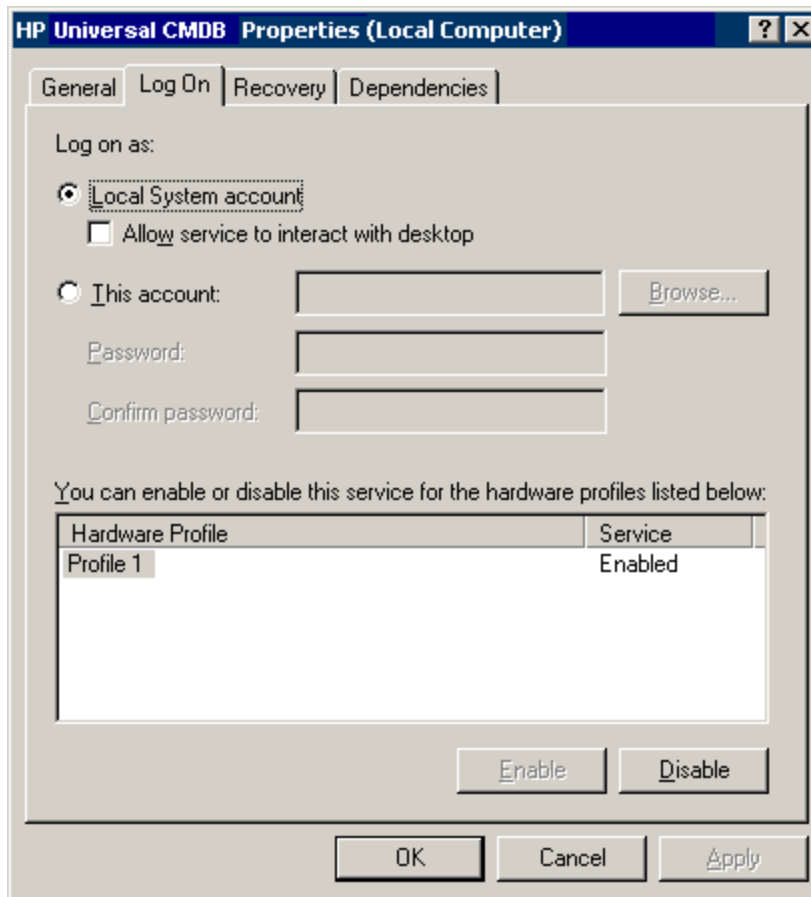 HP Universal CMDB Properties (Local Computer) ? X
General Log On Recovery Dependencies
Log on as:
Local System account
Allow service to interact with desktop
This account: Browse...
Password:
Confirm password:
You can enable or disable this service for the hardware profiles listed below:
Hardware Profile Service
Profile 1 Enabled
Enable Disable
OK Cancel Apply